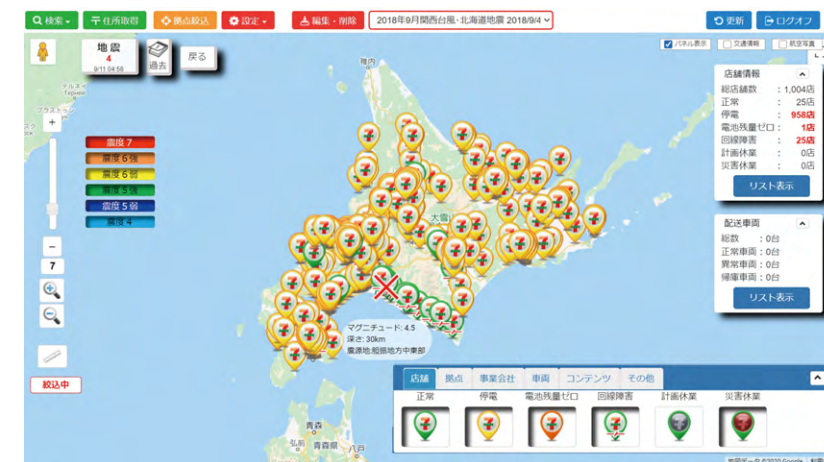 検索
住所取得
拠点絞込
設定
編集・削除
2018年9月関西台風・北海道地震 2018/9/4
更新
ログオフ
地震
4
9/11 04:56
過去
戻る
パネル表示
交通情報
航空写真
稚内
震度7
震度6強
震度6弱
震度5強
震度5弱
震度4
+
−
7
絞込中
大雪山
マグニチュード: 4.5
深さ: 30km
震源地:胆振地方中東部
店舗情報
総店舗数 : 1,004店
正常 : 25店
停電 : 958店
電池残量ゼロ : 1店
回線障害 : 25店
計画休業 : 0店
災害休業 : 0店
リスト表示
配送車両
総数 : 0台
正常車両 : 0台
異常車両 : 0台
帰庫車両 : 0台
リスト表示
店舗 拠点 事業会社 車両 コンテンツ その他
正常 停電 電池残量ゼロ 回線障害 計画休業 災害休業
青森
弘前 青森県 八戸